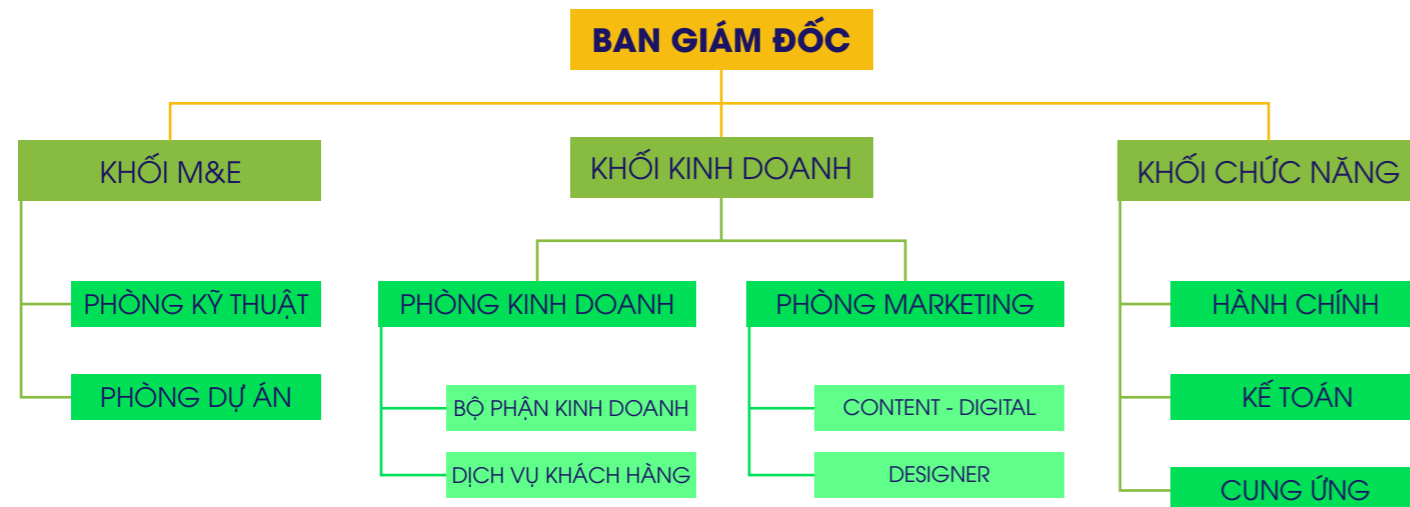 BAN GIÁM ĐỐC
KHỐI M&E
KHỐI KINH DOANH
KHỐI CHỨC NĂNG
PHÒNG KỸ THUẬT
PHÒNG KINH DOANH
PHÒNG MARKETING
HÀNH CHÍNH
PHÒNG DỰ ÁN
BỘ PHẬN KINH DOANH
CONTENT - DIGITAL
KẾ TOÁN
DỊCH VỤ KHÁCH HÀNG
DESIGNER
CUNG ỨNG